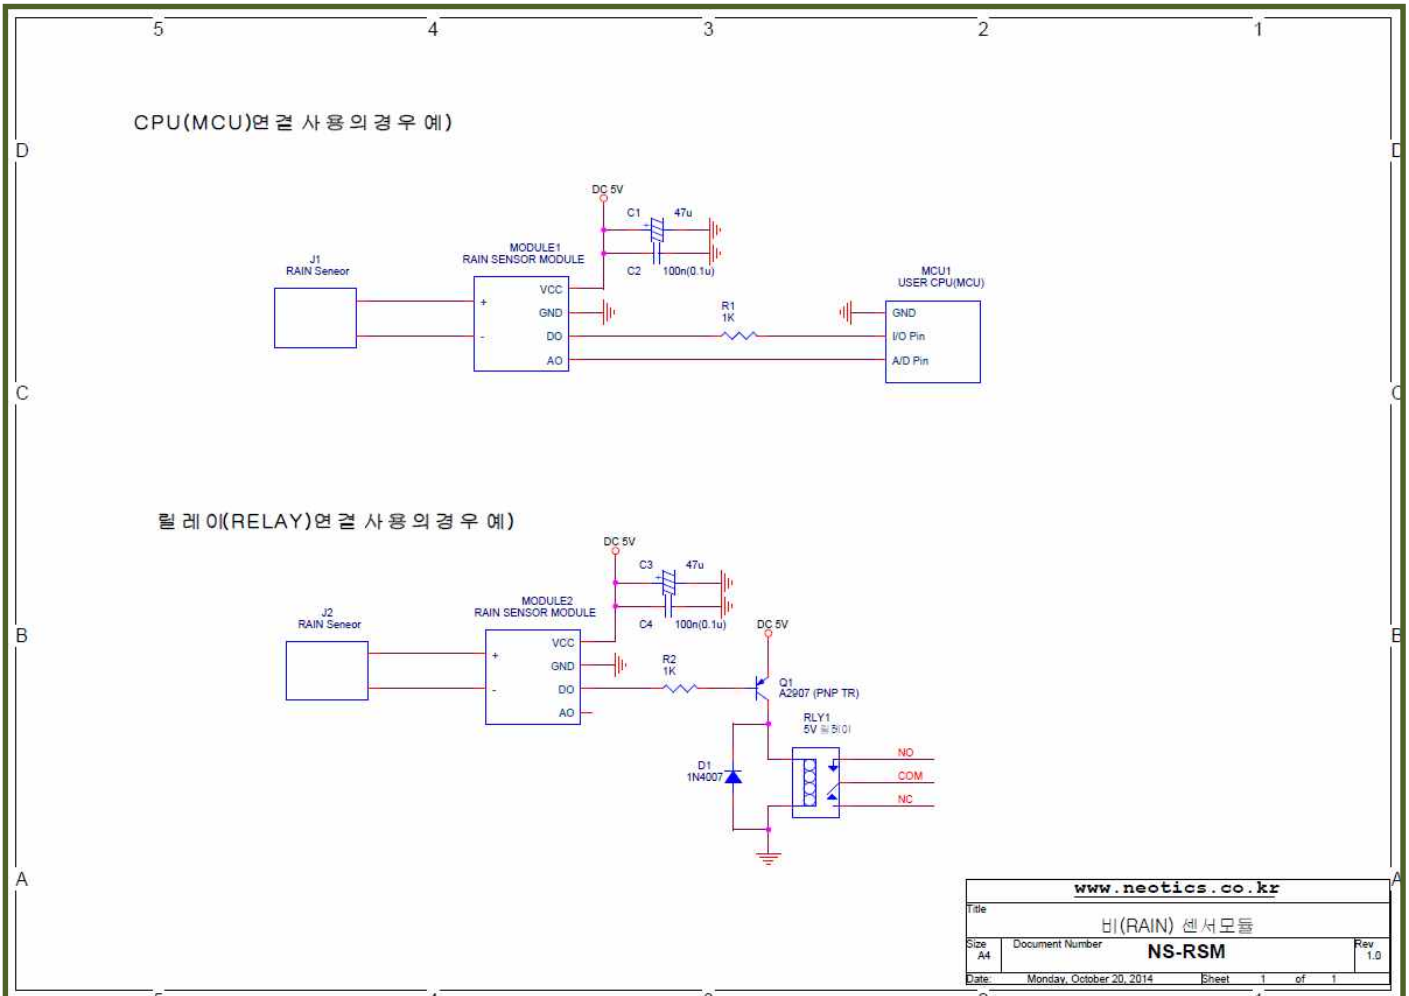 5 4 3 2 1
CPU(MCU)연결 사용의경우 예)
D D
DC 5V
C1 47u
MODULE1
RAIN SENSOR MODULE
J1
RAIN Seneor
C2 100n(0.1u)
MCU1
USER CPU(MCU)
VCC
+
GND
R1
1K
GND
-
DO
I/O Pin
AO
A/D Pin
C C
릴레이(RELAY)연결 사용의경우 예)
DC 5V
C3 47u
MODULE2
RAIN SENSOR MODULE
J2
RAIN Seneor
C4 100n(0.1u)
DC 5V
B B
VCC
+
GND
R2
1K
-
DO
Q1
A2907 (PNP TR)
AO
RLY1
5V 릴레이
NO
D1
1N4007
COM
NC
A A
www.neotics.co.kr
Title
비(RAIN) 센서모듈
Size
A4
Document Number
NS-RSM
Rev
1.0
Date: Monday, October 20, 2014 Sheet 1 of 1